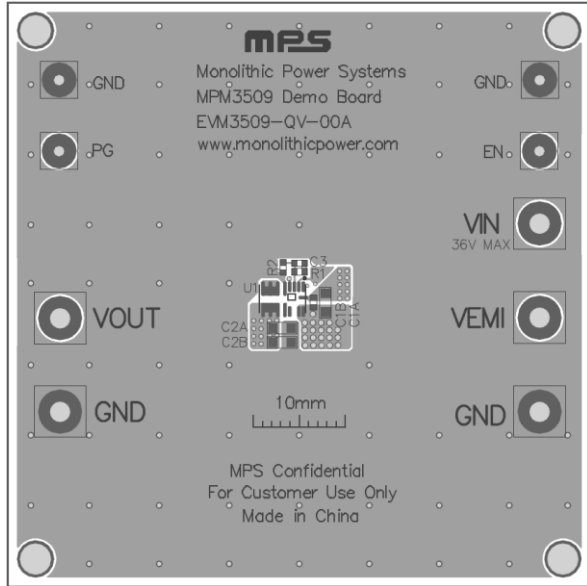 mps
Monolithic Power Systems
MPM3509 Demo Board
EVM3509-QV-00A
www.monolithicpower.com
GND
GND
PG
EN
VIN
36V MAX
R2
C3
R1
U1
C1B
C1A
VOUT
VEMI
C2A
C2B
GND
GND
10mm
MPS Confidential
For Customer Use Only
Made in China